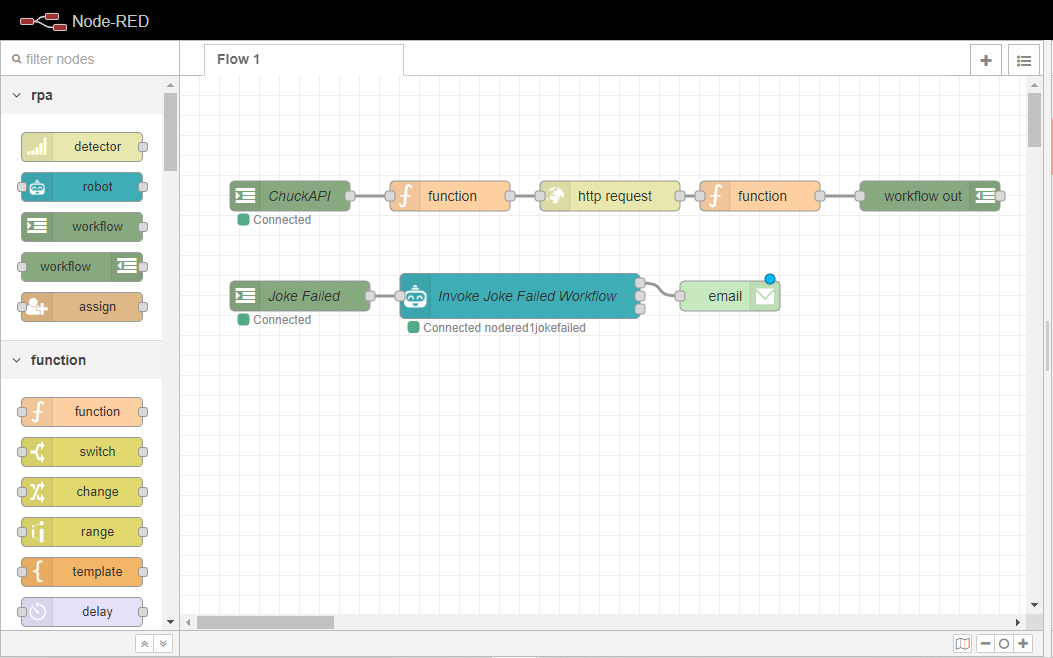 Node-RED
filter nodes
Flow 1
rpa
detector
robot
workflow
workflow
assign
function
function
switch
change
range
template
delay
ChuckAPI
function
http request
function
workflow out
Connected
Joke Failed
Invoke Joke Failed Workflow
email
Connected
Connected nodered1jokefailed